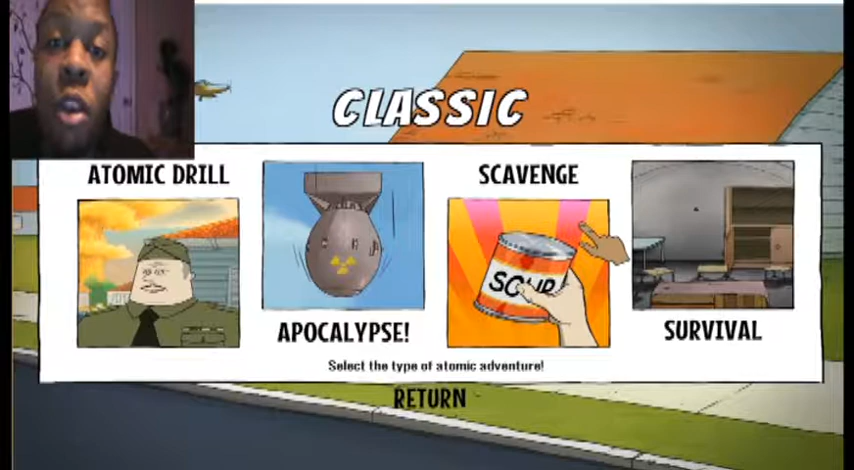 CLASSIC
ATOMIC DRILL
SCAVENGE
SOUP
APOCALYPSE!
SURVIVAL
Select the type of atomic adventure!
RETURN